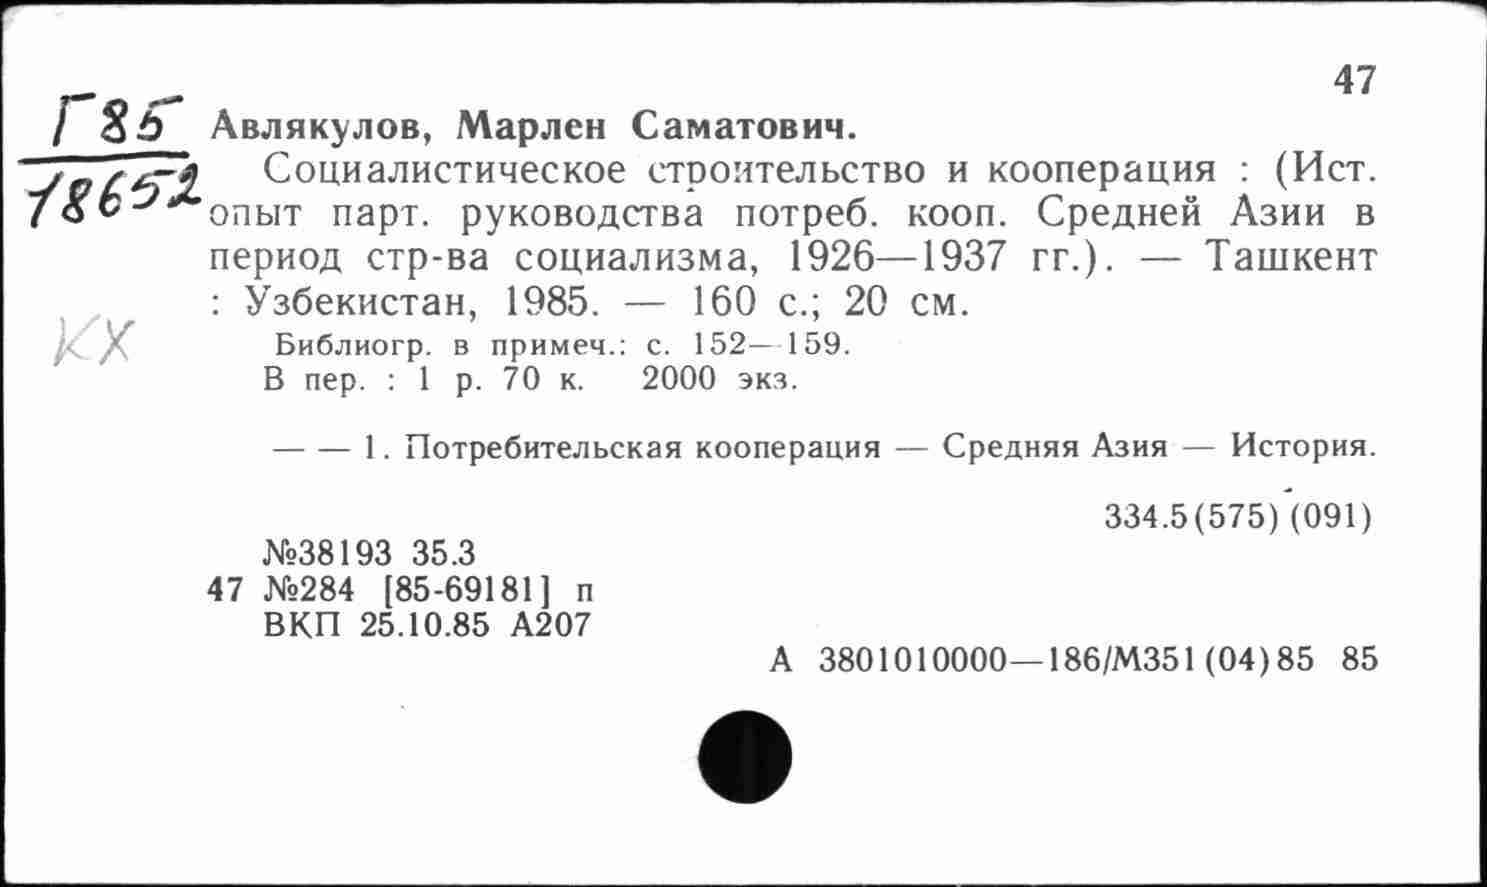 47
Г85 Авлякулов, Марлен Саматович.
18652 Социалистическое строительство и кооперация : (Ист.
опыт парт. руководства потреб. кооп. Средней Азии в
период стр-ва социализма, 1926—1937 гг.). — Ташкент
: Узбекистан, 1985. — 160 с.; 20 см.
КХ
Библиогр. в примеч.: с. 152—159.
В пер. : 1 р. 70 к. 2000 экз.
— — 1. Потребительская кооперация — Средняя Азия — История.
334.5(575)(091)
№38193 35.3
47 №284 [85-69181] п
ВКП 25.10.85 А207
А 3801010000—186/М351(04)85 85